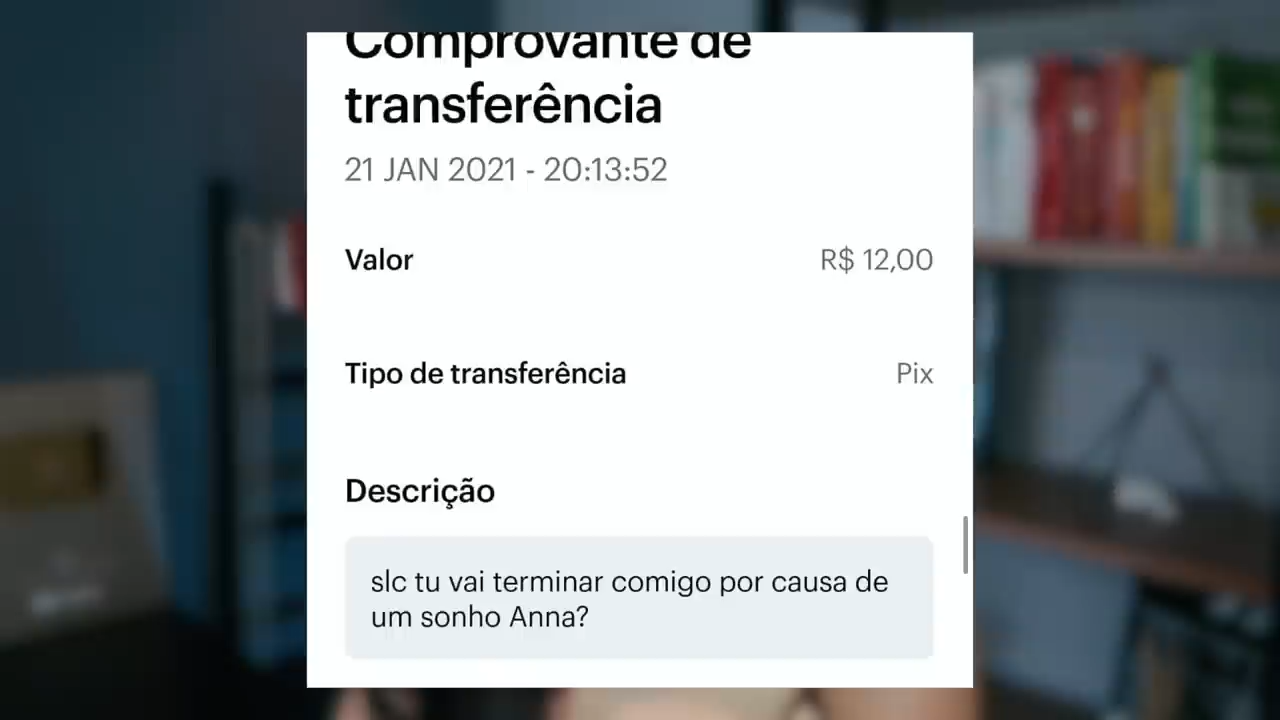 Comprovante de
transferência
21 JAN 2021 - 20:13:52
Valor
R$ 12,00
Tipo de transferência
Pix
Descrição
slc tu vai terminar comigo por causa de
um sonho Anna?